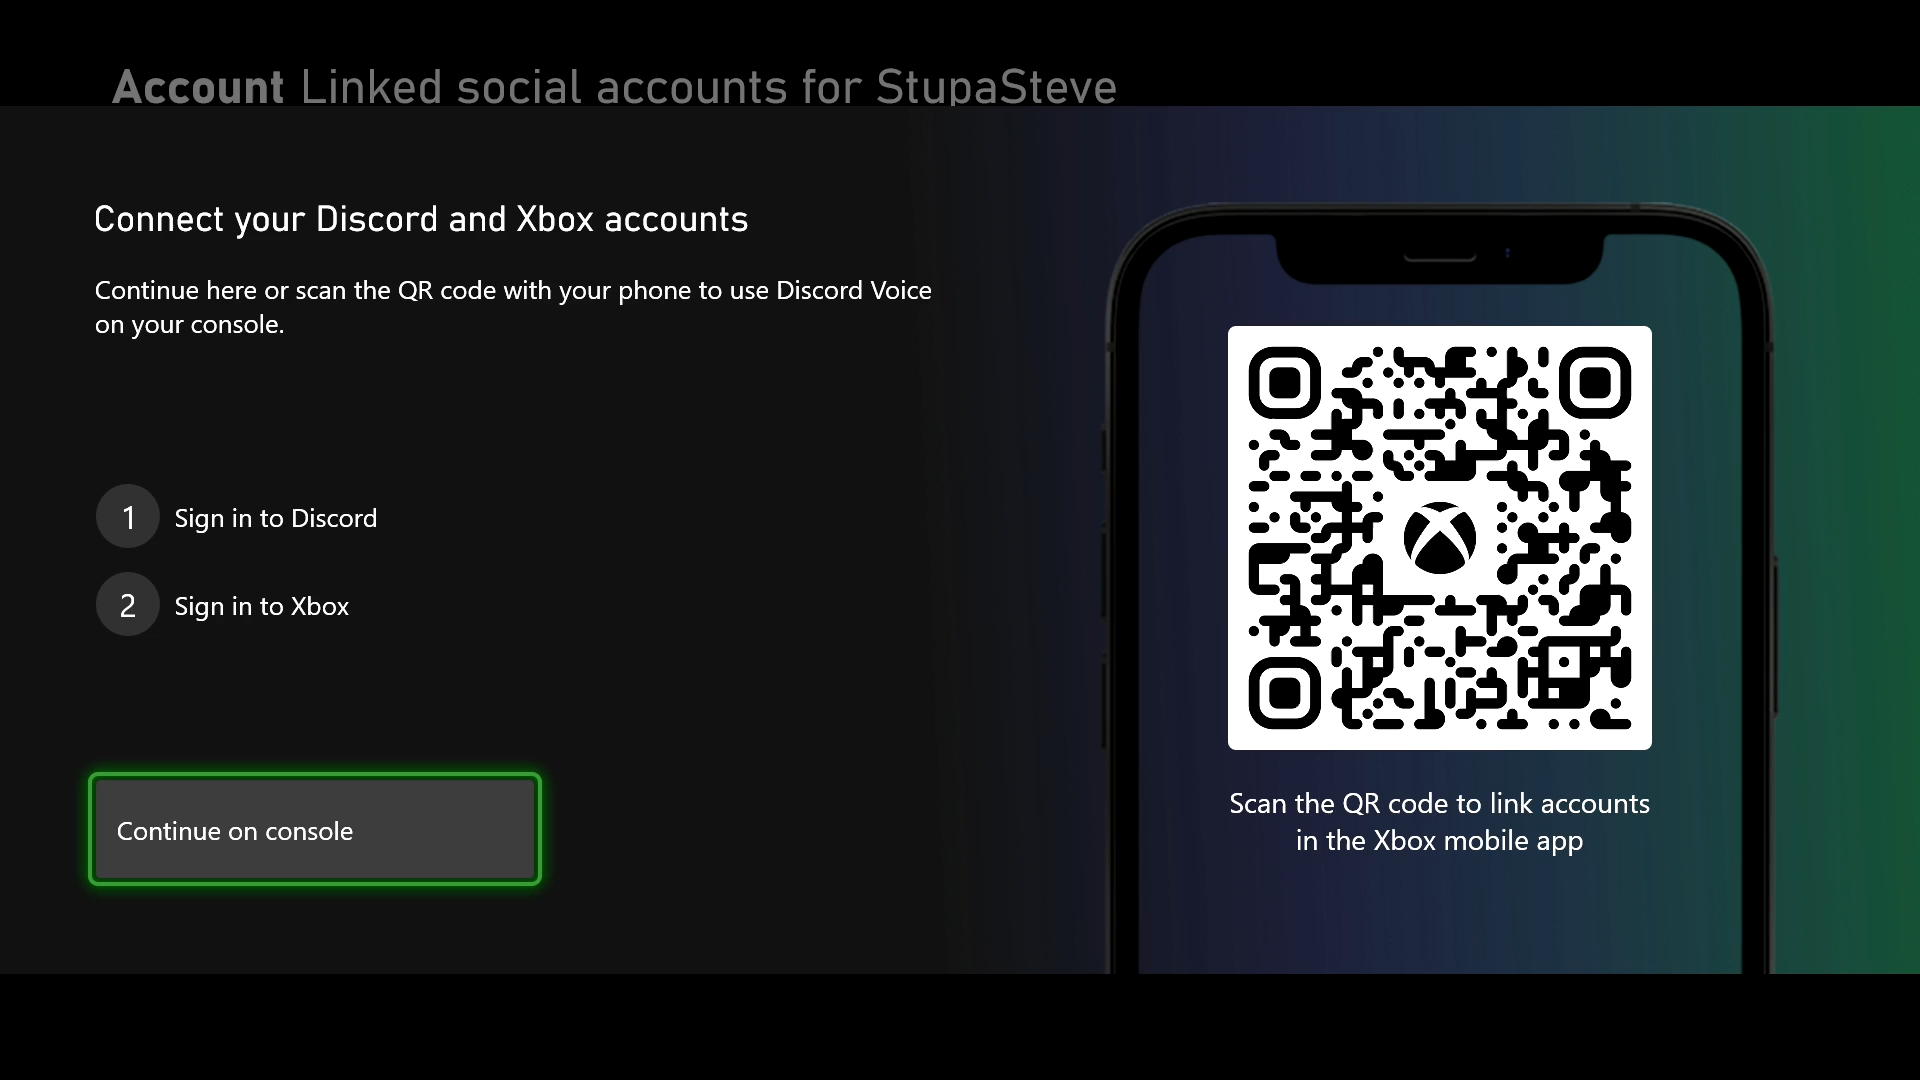 Account Linked social accounts for StupaSteve
Connect your Discord and Xbox accounts
Continue here or scan the QR code with your phone to use Discord Voice
on your console.
1 Sign in to Discord
2 Sign in to Xbox
Continue on console
Scan the QR code to link accounts
in the Xbox mobile app